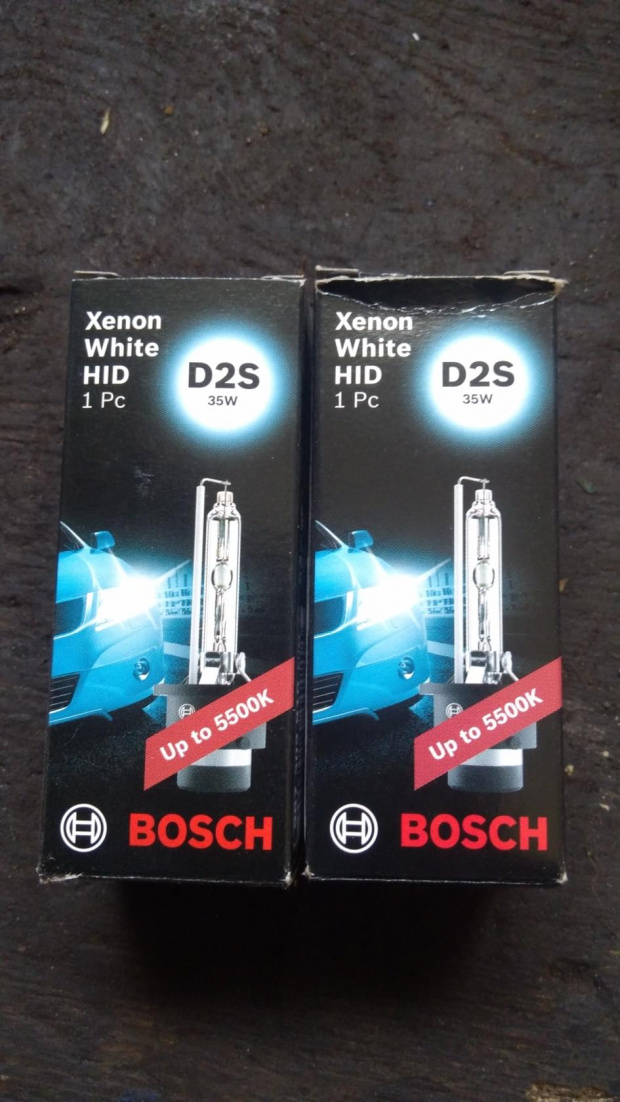 Xenon
White
HID
1 Pc
D2S
35W
Up to 5500K
BOSCH
Xenon
White
HID
1 Pc
D2S
35W
Up to 5500K
BOSCH